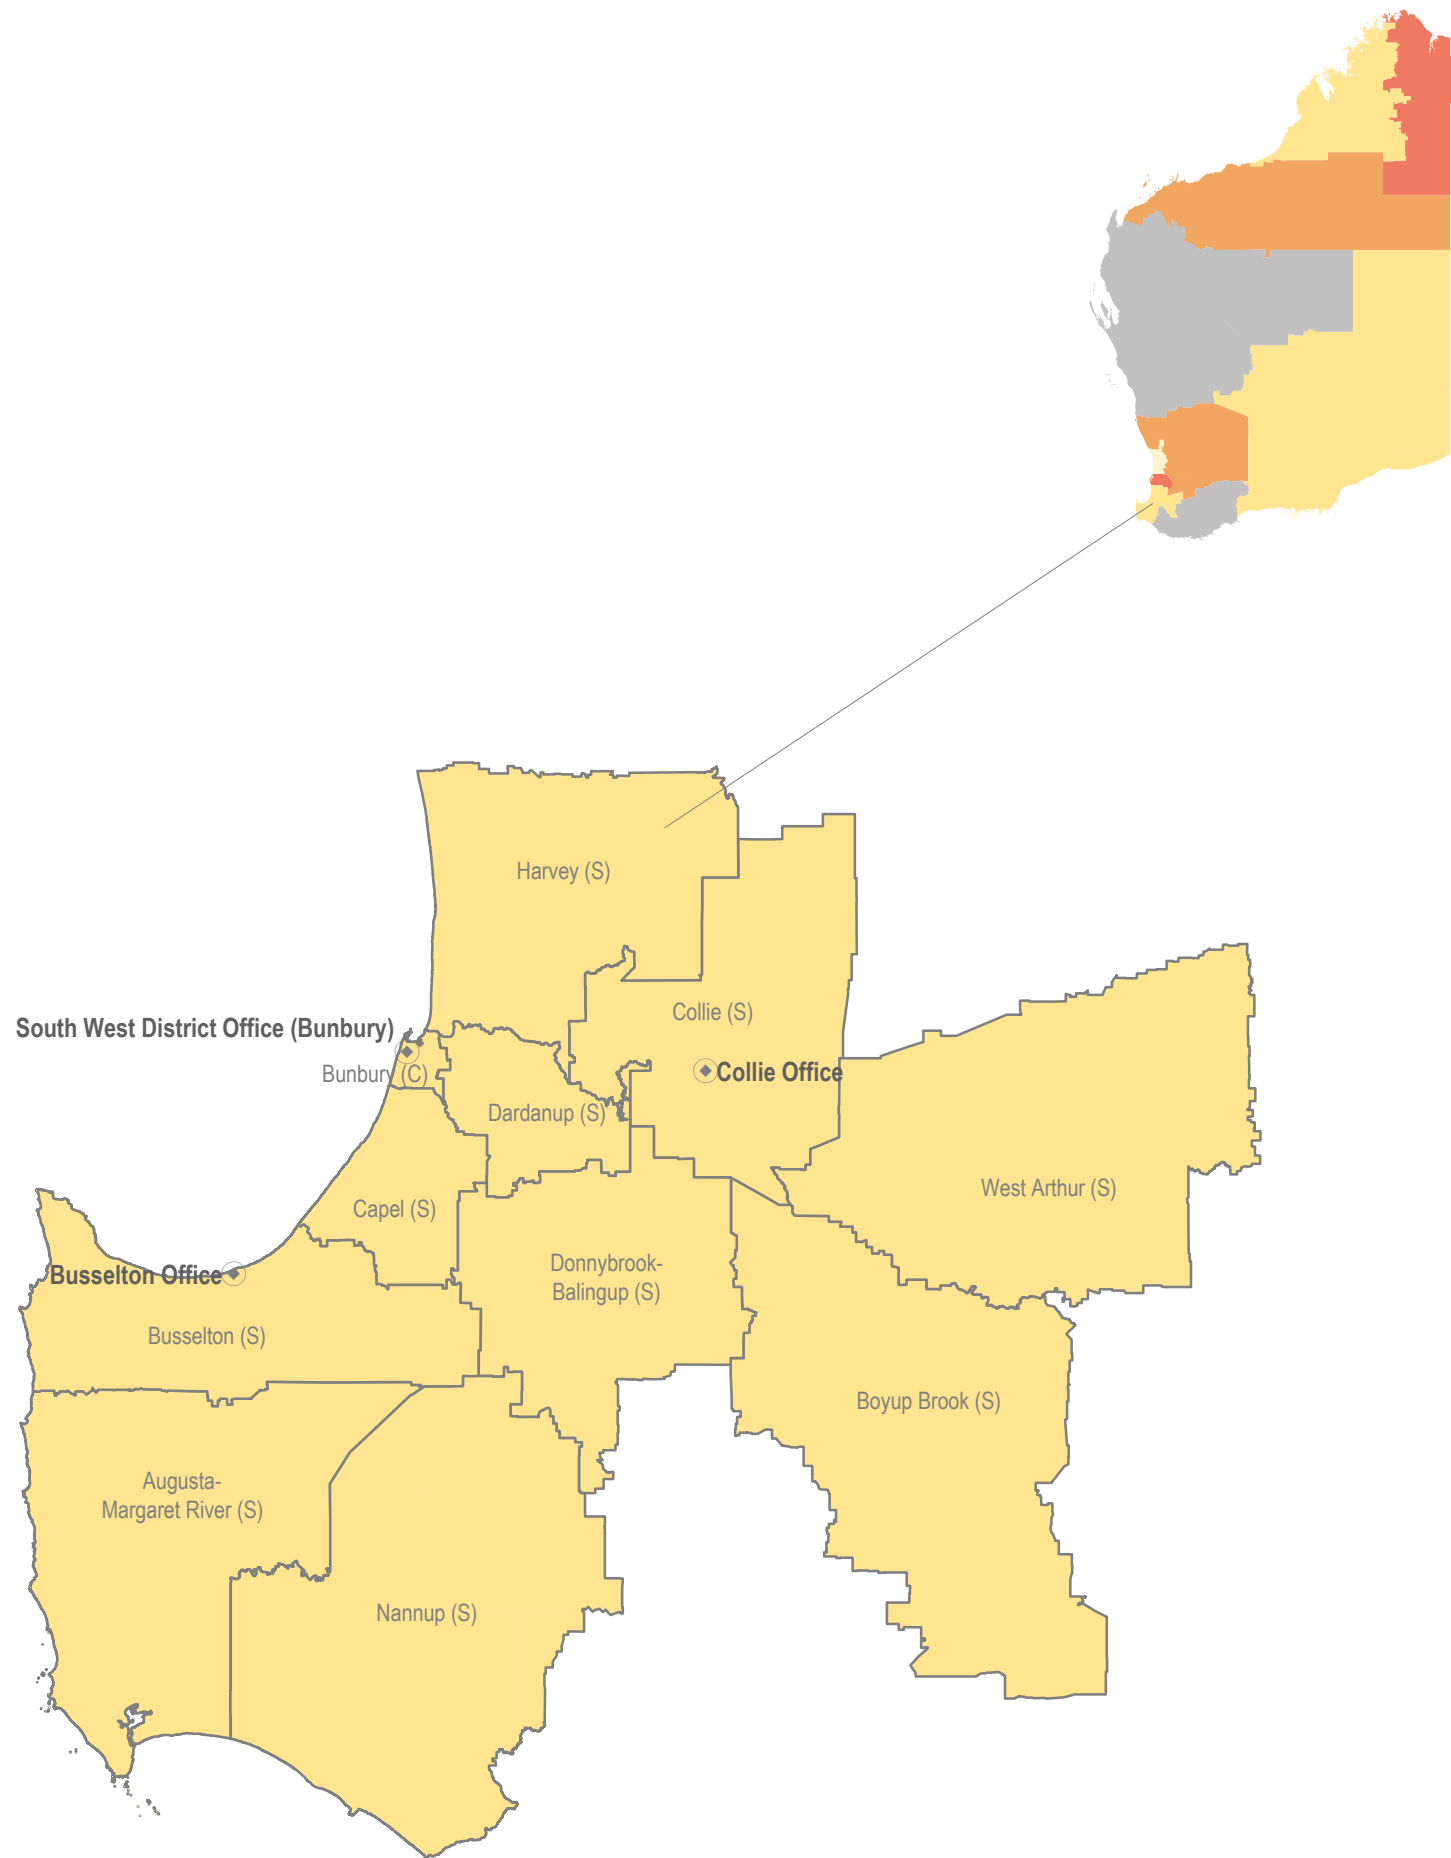 Harvey (S)
Collie (S)
South West District Office (Bunbury)
Bunbury (C)
Collie Office
Dardanup (S)
West Arthur (S)
Capel (S)
Donnybrook-
Balingup (S)
Busselton Office
Busselton (S)
Boyup Brook (S)
Augusta-
Margaret River (S)
Nannup (S)